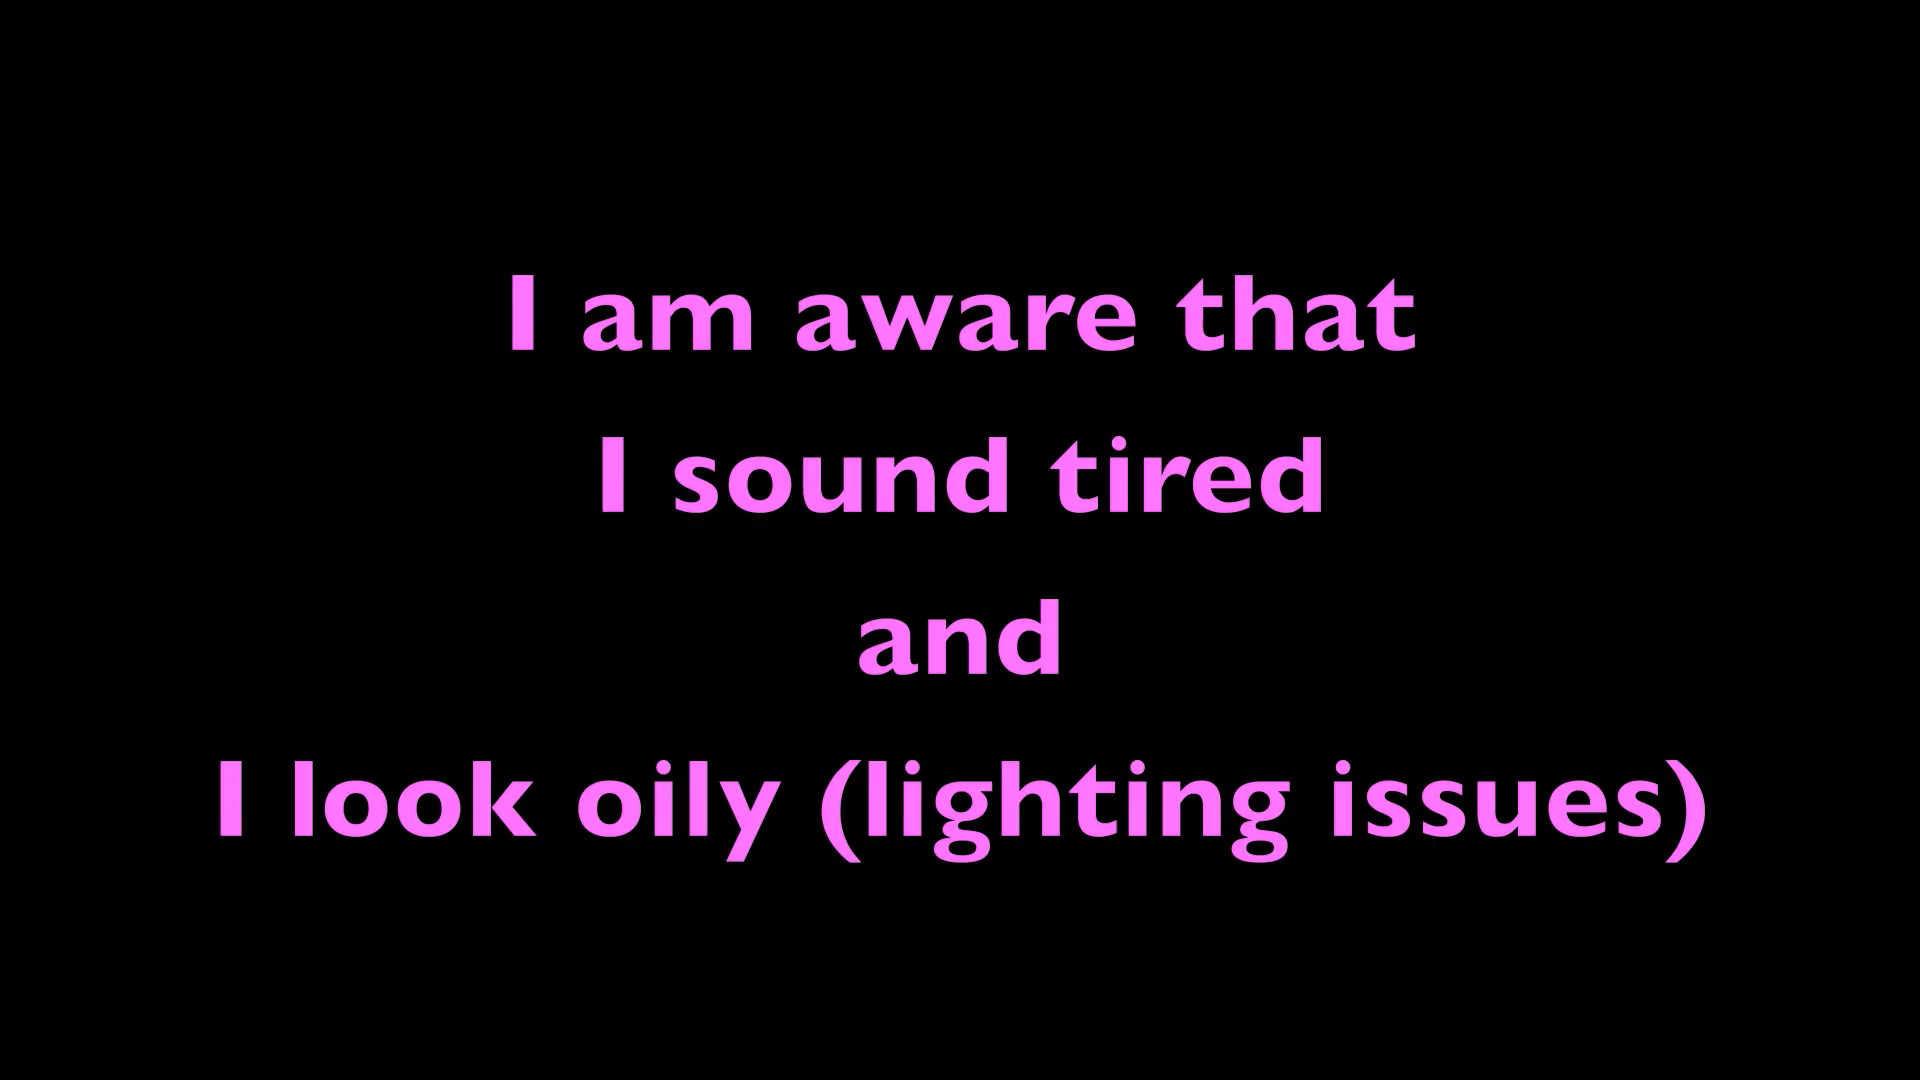 I am aware that
I sound tired
and
I look oily (lighting issues)